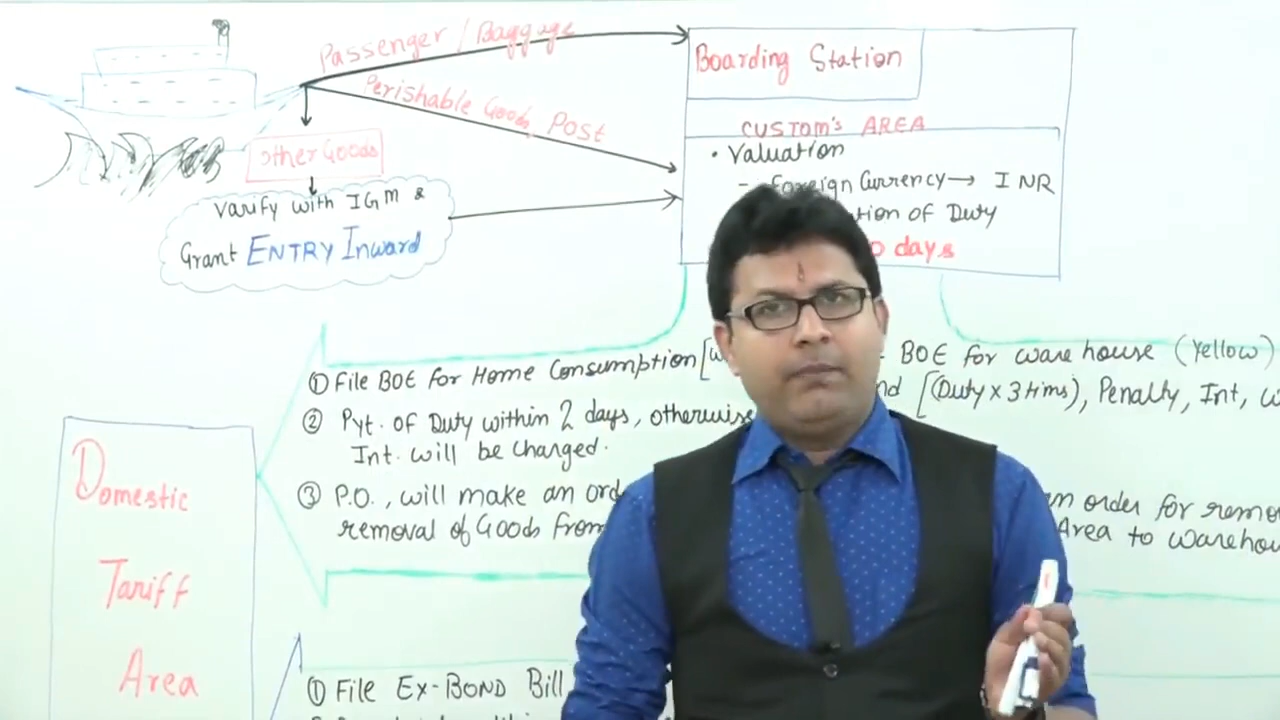 Passenger / Baggage
Perishable Goods, Post
Other Goods
Varify with IGM &
Grant ENTRY Inward
Boarding Station
CUSTOM'S AREA
• Valuation
- Foreign Currency → INR
tion of Duty
days
① File BOE for Home Consumption [
② Pyt. of Duty within 2 days, otherwise
Int. will be charged.
③ P.O., will make an ord
removal of Goods from
BOE for ware house (Yellow)
nd [(Duty x 3 tims), Penalty, Int,
an order for remo
Area to warehou
Domestic
Tariff
Area
① File Ex-BOND Bill